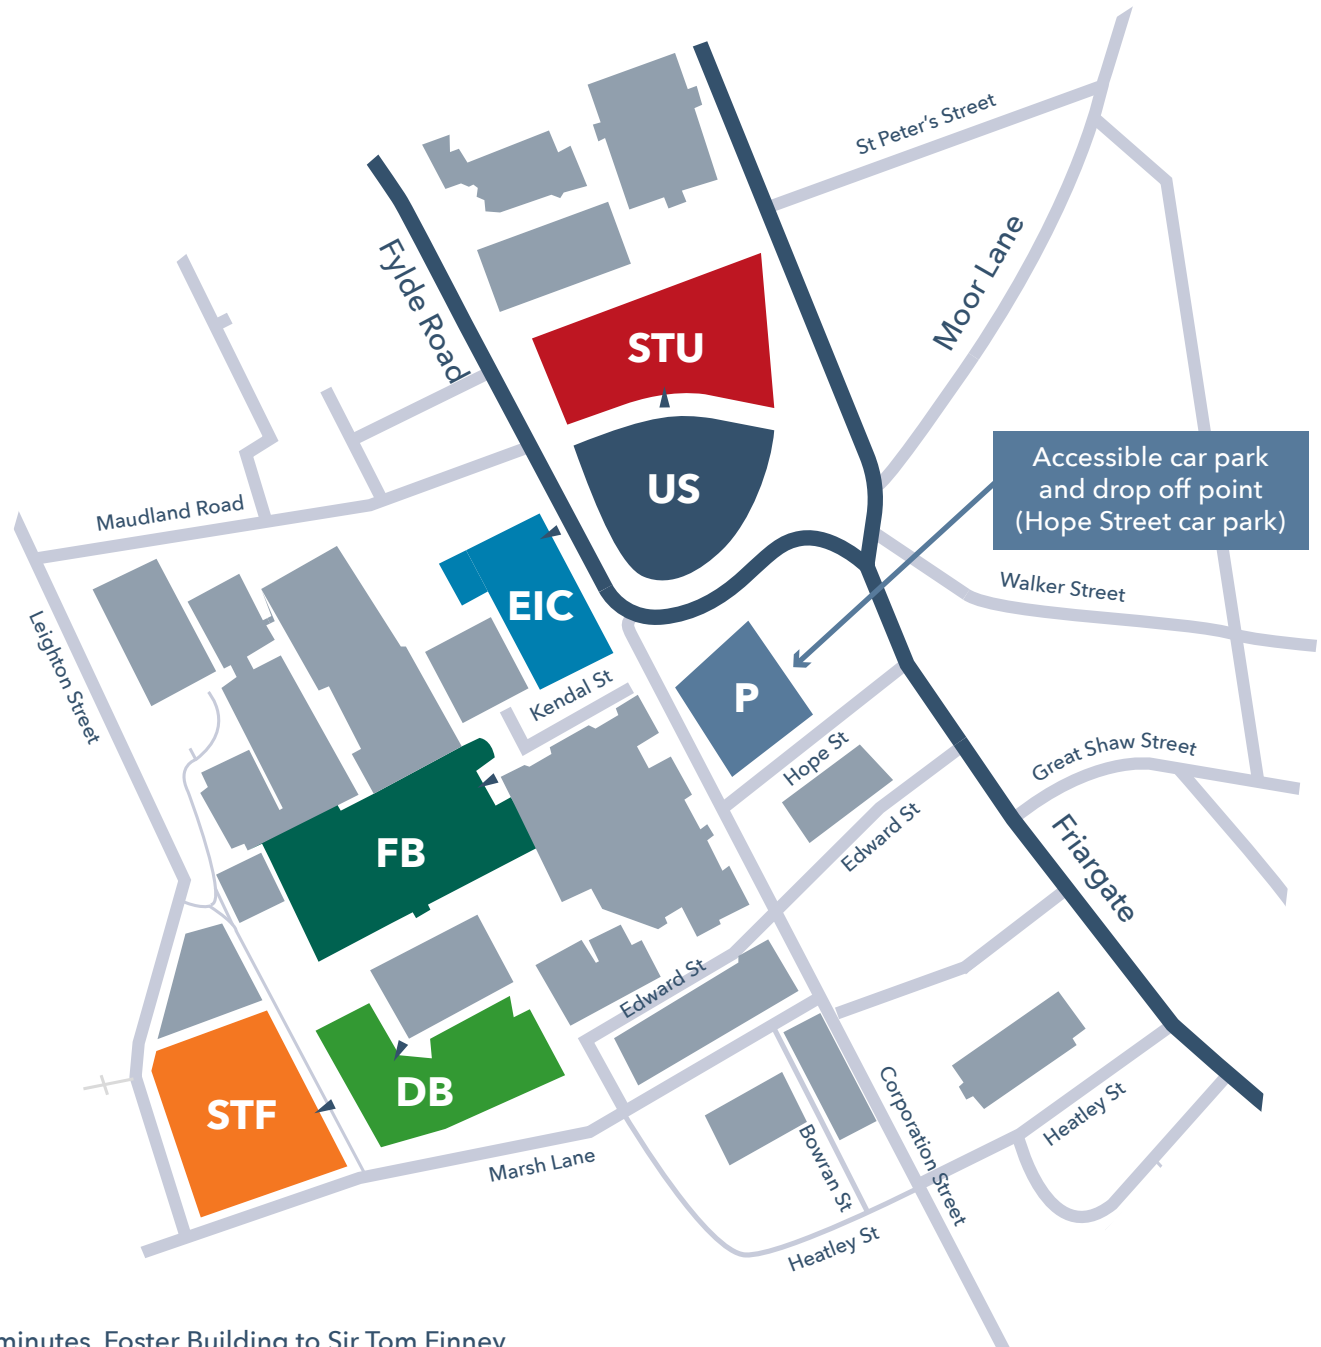 St Peter's Street
Fylde Road
Moor Lane
STU
US
Accessible car park
and drop off point
(Hope Street car park)
Maudland Road
EIC
Walker Street
Leighton Street
Kendal St
P
Hope St
Great Shaw Street
Edward St
FB
Friargate
Edward St
DB
STF
Corporation Street
Heatley St
Marsh Lane
Bowran St
Heatley St
minutes Foster Building to Sir Tom Finney